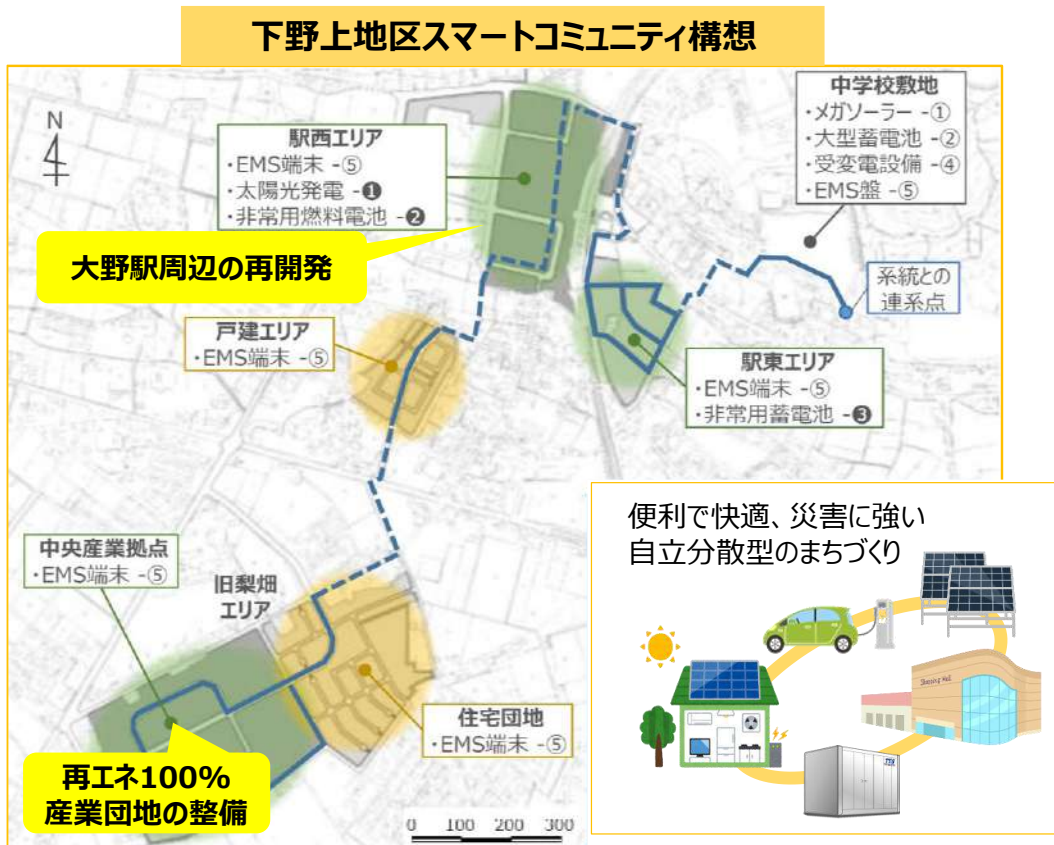 下野上地区スマートコミュニティ構想
N
駅西エリア
・EMS端末 -⑤
・太陽光発電 -❶
・非常用燃料電池 -❷
大野駅周辺の再開発
中学校敷地
・メガソーラー -①
・大型蓄電池 -②
・受変電設備 -④
・EMS盤 -⑤
系統との
連系点
戸建エリア
・EMS端末 -⑤
駅東エリア
・EMS端末 -⑤
・非常用蓄電池 -❸
中央産業拠点
・EMS端末 -⑤
旧梨畑
エリア
住宅団地
・EMS端末 -⑤
再エネ100%
産業団地の整備
0 100 200 300
便利で快適、災害に強い
自立分散型のまちづくり